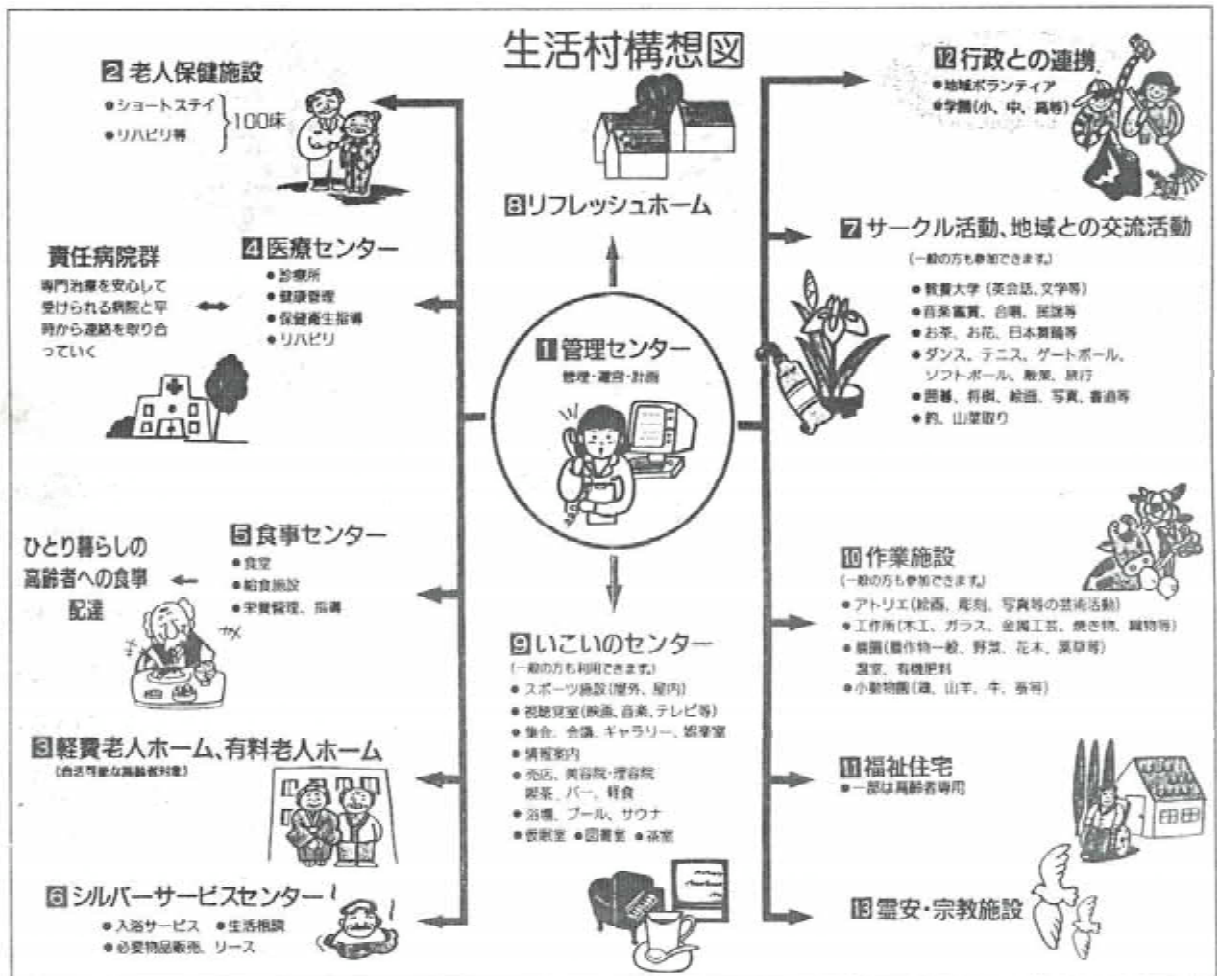 生活村構想図
2 老人保健施設
●ショートステイ
●リハビリ等
100床
責任病院群
専門治療を安心して
受けられる病院と平
時から連絡を取り合
っていく
4 医療センター
●診療所
●健康管理
●保健衛生指導
●リハビリ
ひとり暮らしの
高齢者への食事
配達
5 食事センター
●食堂
●給食施設
●栄養管理、指導
3 軽費老人ホーム、有料老人ホーム
(自活可能な高齢者対象)
6 シルバーサービスセンター
●入浴サービス ●生活相談
●必要物品販売、リース
8 リフレッシュホーム
1 管理センター
管理・運営・計画
9 いこいのセンター
(一般の方も利用できます。)
●スポーツ施設(屋外、屋内)
●視聴覚室(映画、音楽、テレビ等)
●集会、会議、ギャラリー、娯楽室
●情報案内
●売店、美容院・理容院
喫茶、バー、軽食
●浴場、プール、サウナ
●仮眠室 ●図書室 ●茶室
12 行政との連携
●地域ボランティア
●学園(小、中、高等)
7 サークル活動、地域との交流活動
(一般の方も参加できます。)
●教養大学(英会話、文学等)
●音楽鑑賞、合唱、民謡等
●お茶、お花、日本舞踊等
●ダンス、テニス、ゲートボール、
ソフトボール、散策、旅行
●囲碁、将棋、絵画、写真、書道等
●釣、山菜取り
10 作業施設
(一般の方も参加できます。)
●アトリエ(絵画、彫刻、写真等の芸術活動)
●工作所(木工、ガラス、金属工芸、焼き物、織物等)
●農園(農作物一般、野菜、花木、薬草等)
温室、有機肥料
●小動物園(鶏、山羊、牛、等)
11 福祉住宅
●一部は高齢者専用
13 霊安・宗教施設